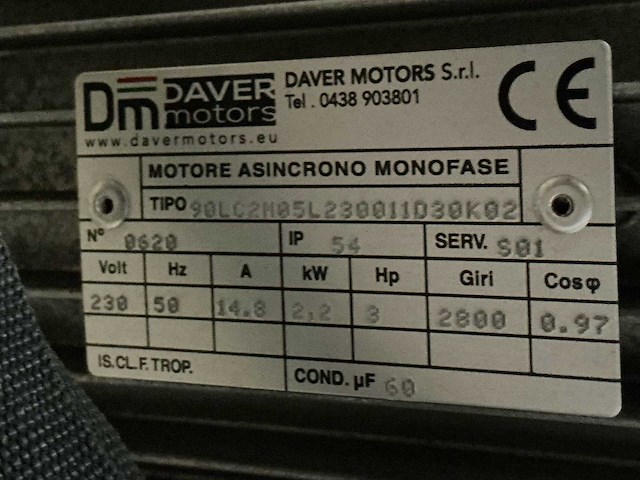 Dm DAVER motors
DAVER MOTORS S.r.l.
Tel . 0438 903801
CE
www.davermotors.eu
MOTORE ASINCRONO MONOFASE
TIPO 90LC2M05L230011D30K02
N° 0620 IP 54 SERV. S01
Volt Hz A kW Hp Giri Cosφ
230 50 14.8 2,2 3 2800 0.97
IS.CL.F.TROP. COND. µF 60